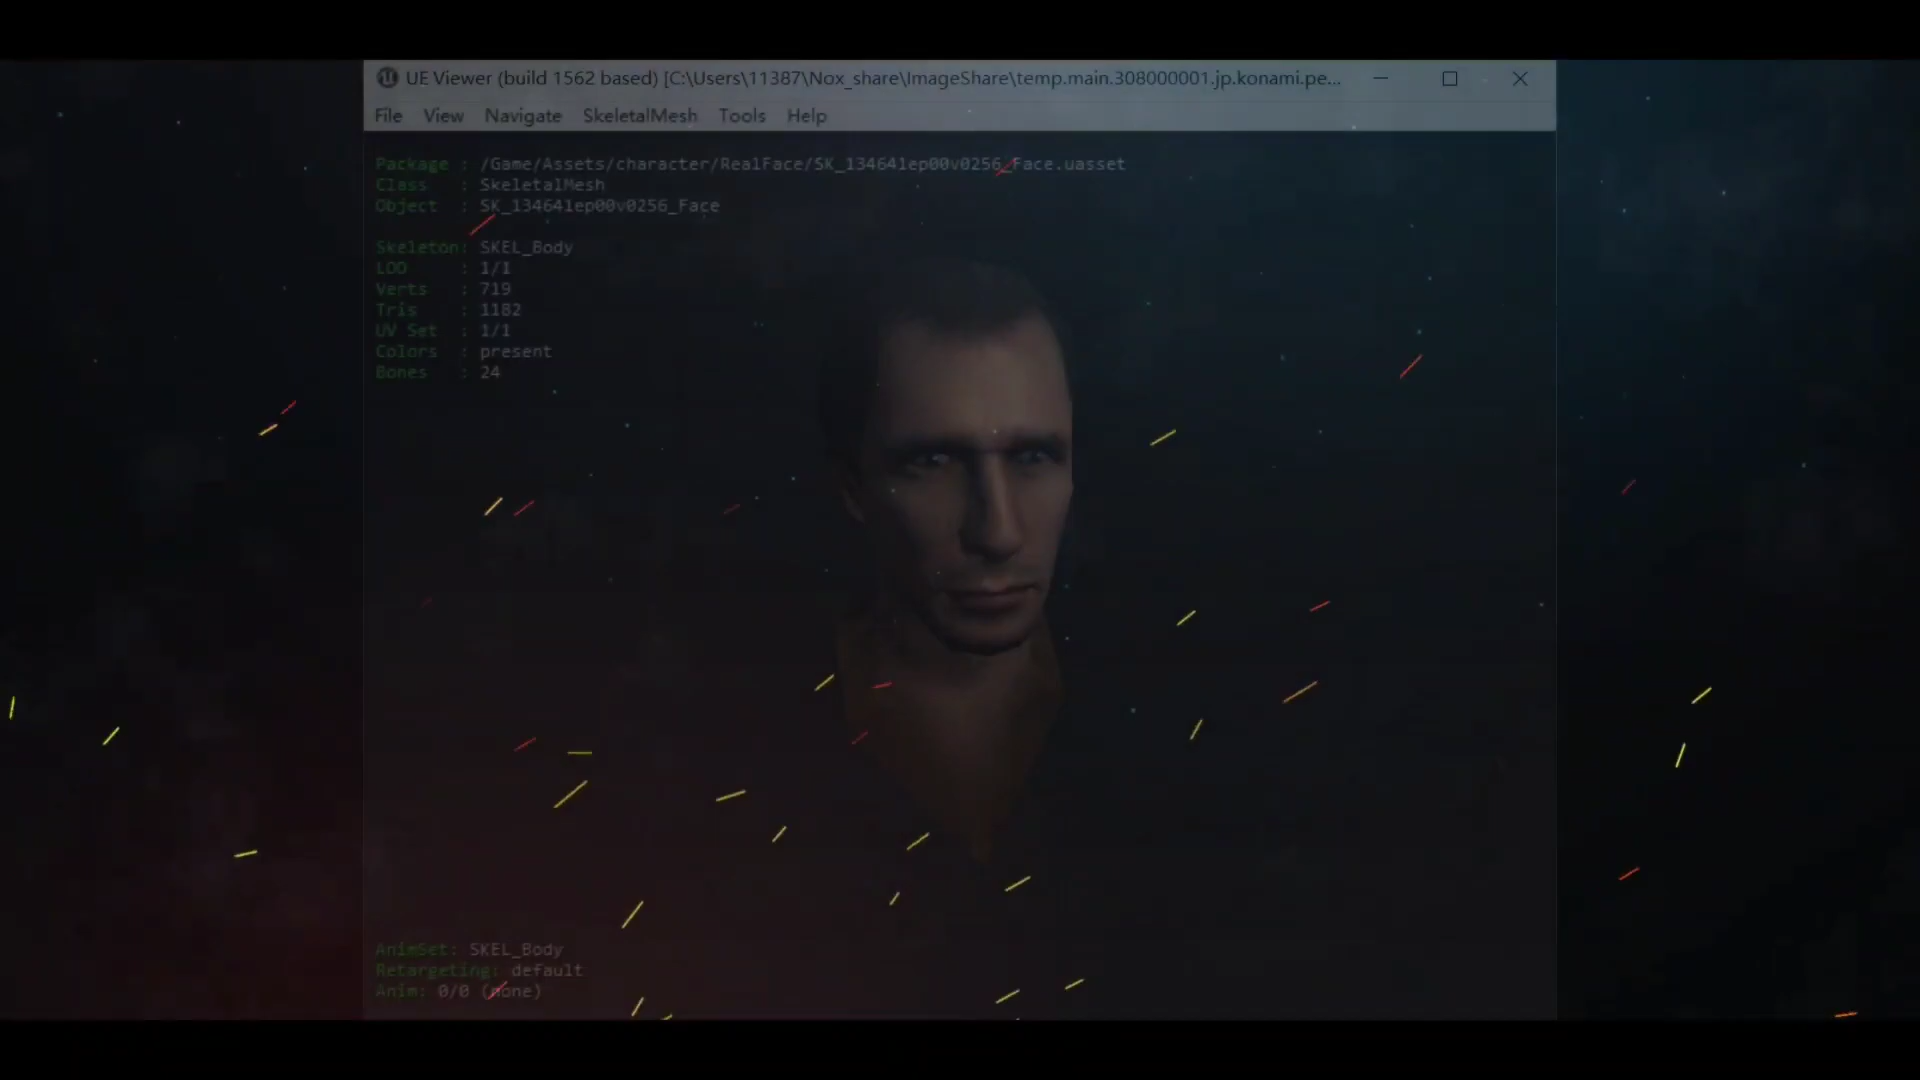 UE Viewer (build 1562 based) [C:\Users\11387\Nox_share\ImageShare\temp.main.308000001.jp.konami.pe...
File View Navigate SkeletalMesh Tools Help
Package : /Game/Assets/character/RealFace/SK_134641ep00v0256_Face.uasset
Class : SkeletalMesh
Object : SK_134641ep00v0256_Face
Skeleton: SKEL_Body
LOD : 1/1
Verts : 719
Tris : 1182
UV Set : 1/1
Colors : present
Bones : 24
AnimSet: SKEL_Body
Retargeting: default
Anim: 0/0 (none)